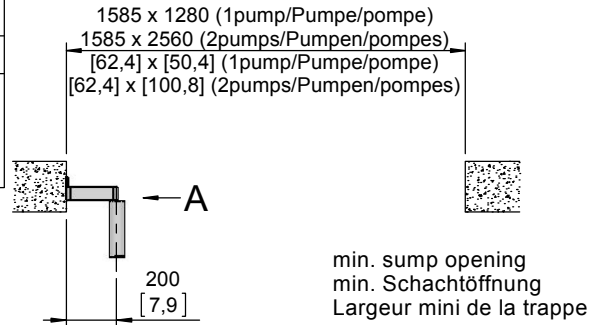 1585 x 1280 (1pump/Pumpe/pompe)
1585 x 2560 (2pumps/Pumpen/pompes)
[62,4] x [50,4] (1pump/Pumpe/pompe)
[62,4] x [100,8] (2pumps/Pumpen/pompes)
A
200
[7,9]
min. sump opening
min. Schachtöffnung
Largeur mini de la trappe